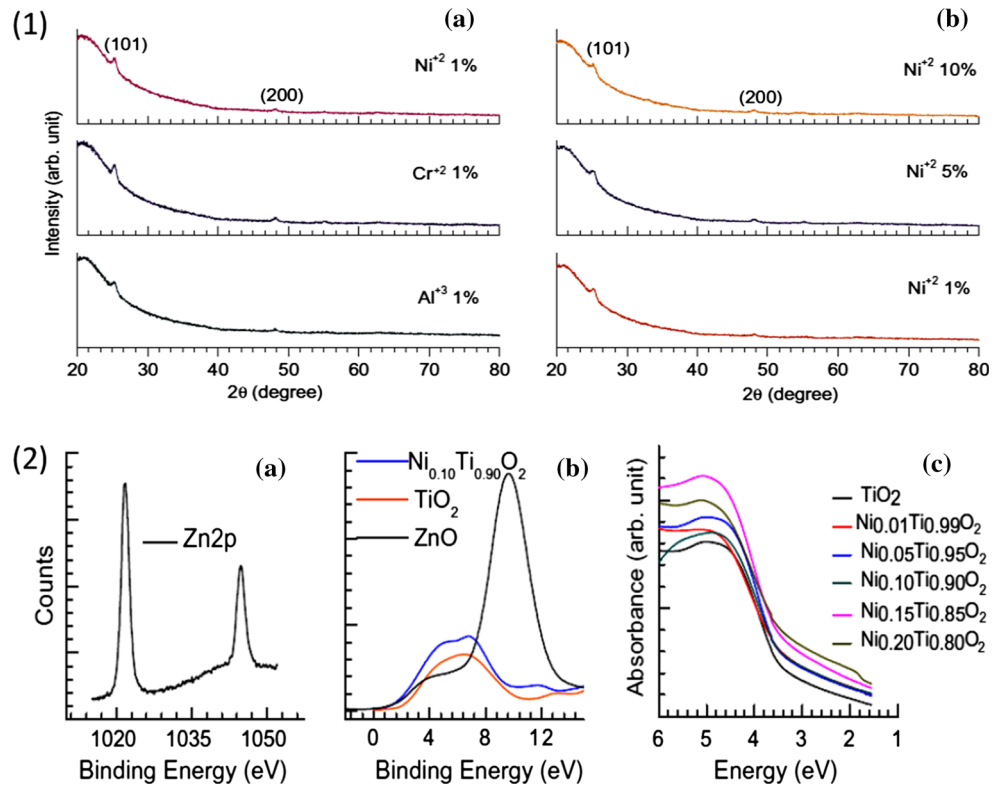 (1)
(a)
(101)
(200)
Ni+2 1%
Cr+2 1%
Al+3 1%
Intensity (arb. unit)
20 30 40 50 60 70 80
2θ (degree)
(b)
(101)
(200)
Ni+2 10%
Ni+2 5%
Ni+2 1%
20 30 40 50 60 70 80
2θ (degree)
(2)
(a)
Zn2p
Counts
1020 1035 1050
Binding Energy (eV)
(b)
Ni0.10Ti0.90O2
TiO2
ZnO
0 4 8 12
Binding Energy (eV)
(c)
Absorbance (arb. unit)
TiO2
Ni0.01Ti0.99O2
Ni0.05Ti0.95O2
Ni0.10Ti0.90O2
Ni0.15Ti0.85O2
Ni0.20Ti0.80O2
6 5 4 3 2 1
Energy (eV)